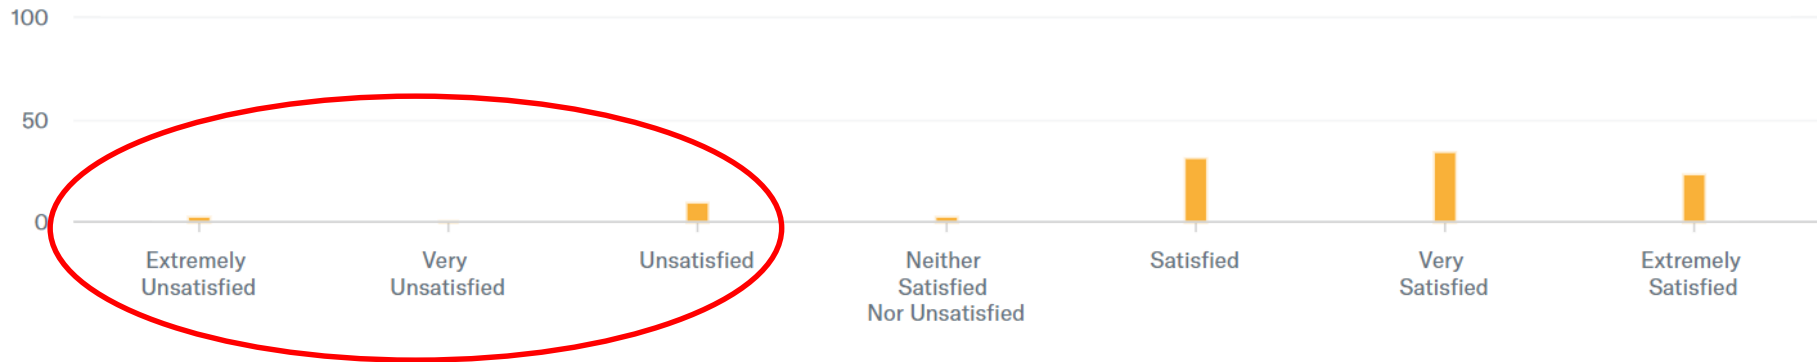 100
50
0
Extremely
Unsatisfied
Very
Unsatisfied
Unsatisfied
Neither
Satisfied
Nor Unsatisfied
Satisfied
Very
Satisfied
Extremely
Satisfied